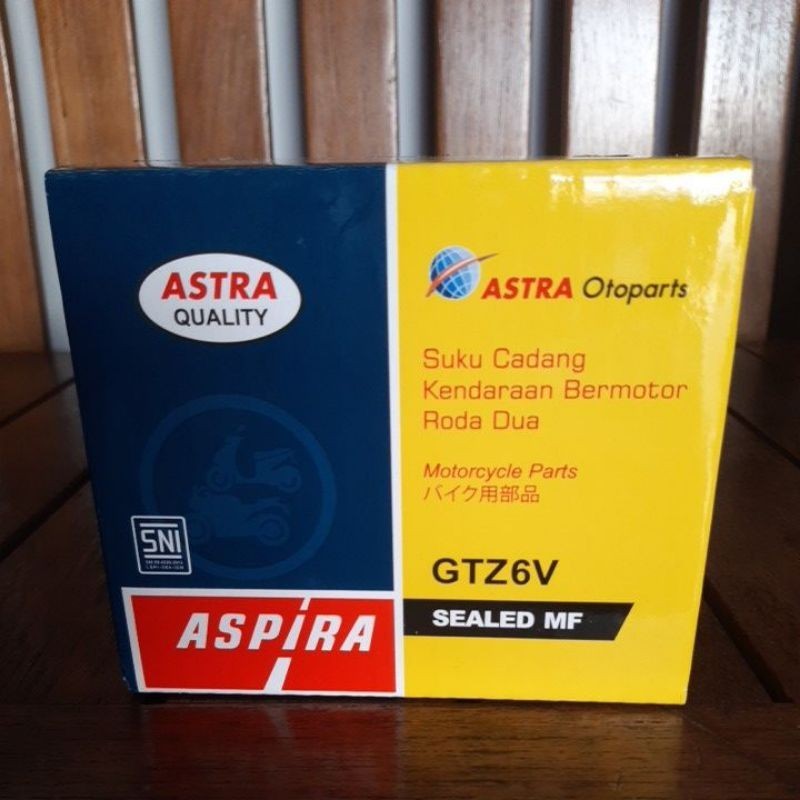 ASTRA
QUALITY
SNI
ASPiRA
ASTRA Otoparts
Suku Cadang
Kendaraan Bermotor
Roda Dua
Motorcycle Parts
バイク用部品
GTZ6V
SEALED MF